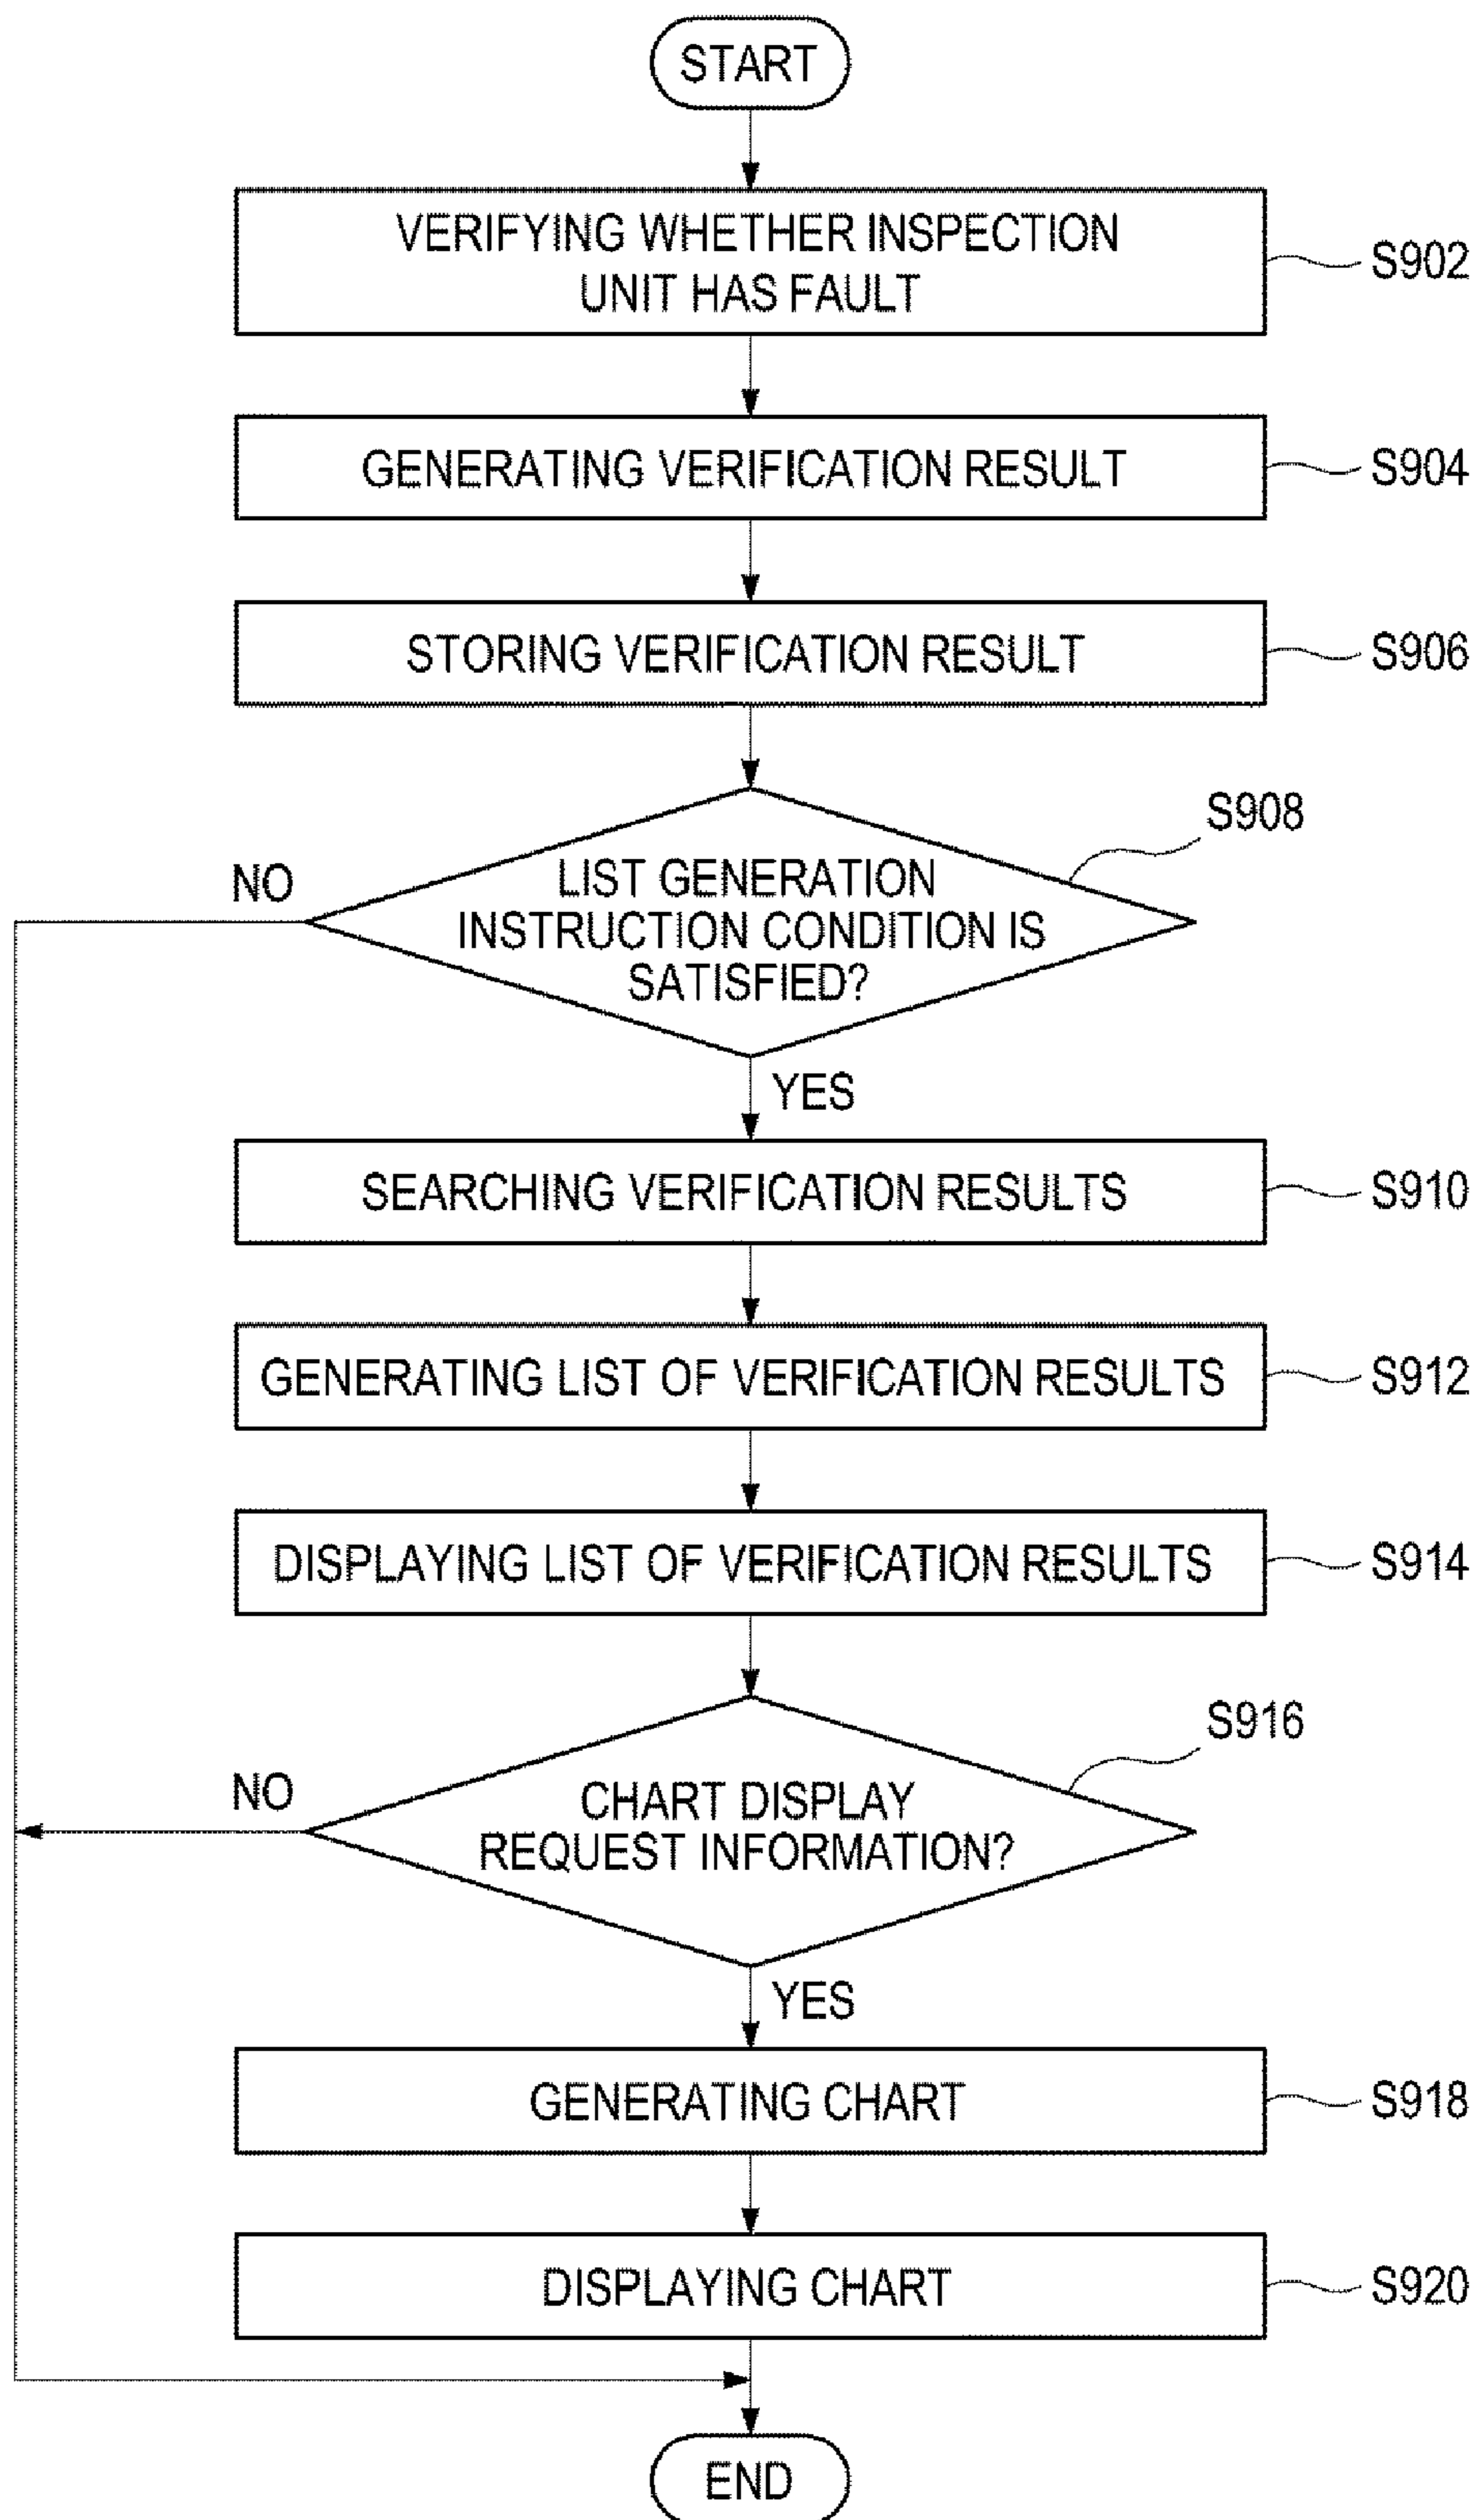 START
VERIFYING WHETHER INSPECTION
UNIT HAS FAULT
S902
GENERATING VERIFICATION RESULT
S904
STORING VERIFICATION RESULT
S906
S908
NO
LIST GENERATION
INSTRUCTION CONDITION IS
SATISFIED?
YES
SEARCHING VERIFICATION RESULTS
S910
GENERATING LIST OF VERIFICATION RESULTS
S912
DISPLAYING LIST OF VERIFICATION RESULTS
S914
S916
NO
CHART DISPLAY
REQUEST INFORMATION?
YES
GENERATING CHART
S918
DISPLAYING CHART
S920
END